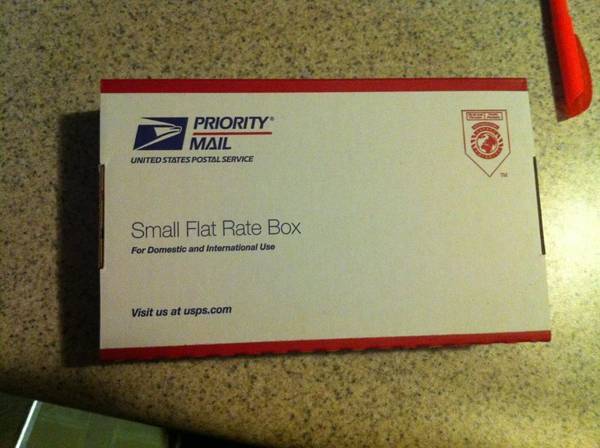 PRIORITY®
MAIL
UNITED STATES POSTAL SERVICE
TM
Small Flat Rate Box
For Domestic and International Use
Visit us at usps.com